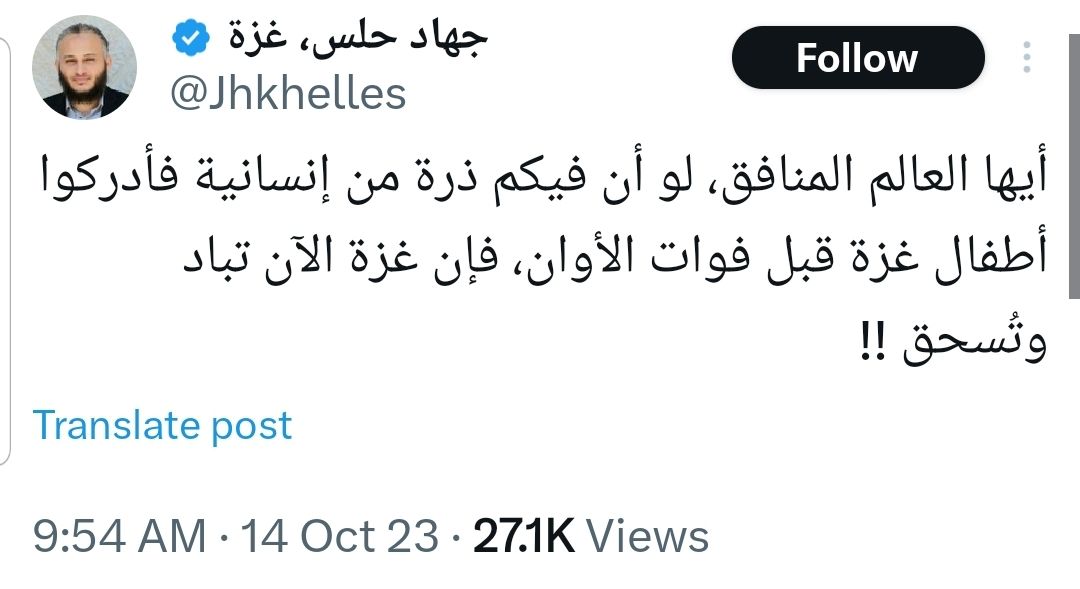 جهاد حلس، غزة
@Jhkhelles
Follow
أيها العالم المنافق، لو أن فيكم ذرة من إنسانية فأدركوا
أطفال غزة قبل فوات الأوان، فإن غزة الآن تباد
وتُسحق !!
Translate post
9:54 AM · 14 Oct 23 · 27.1K Views